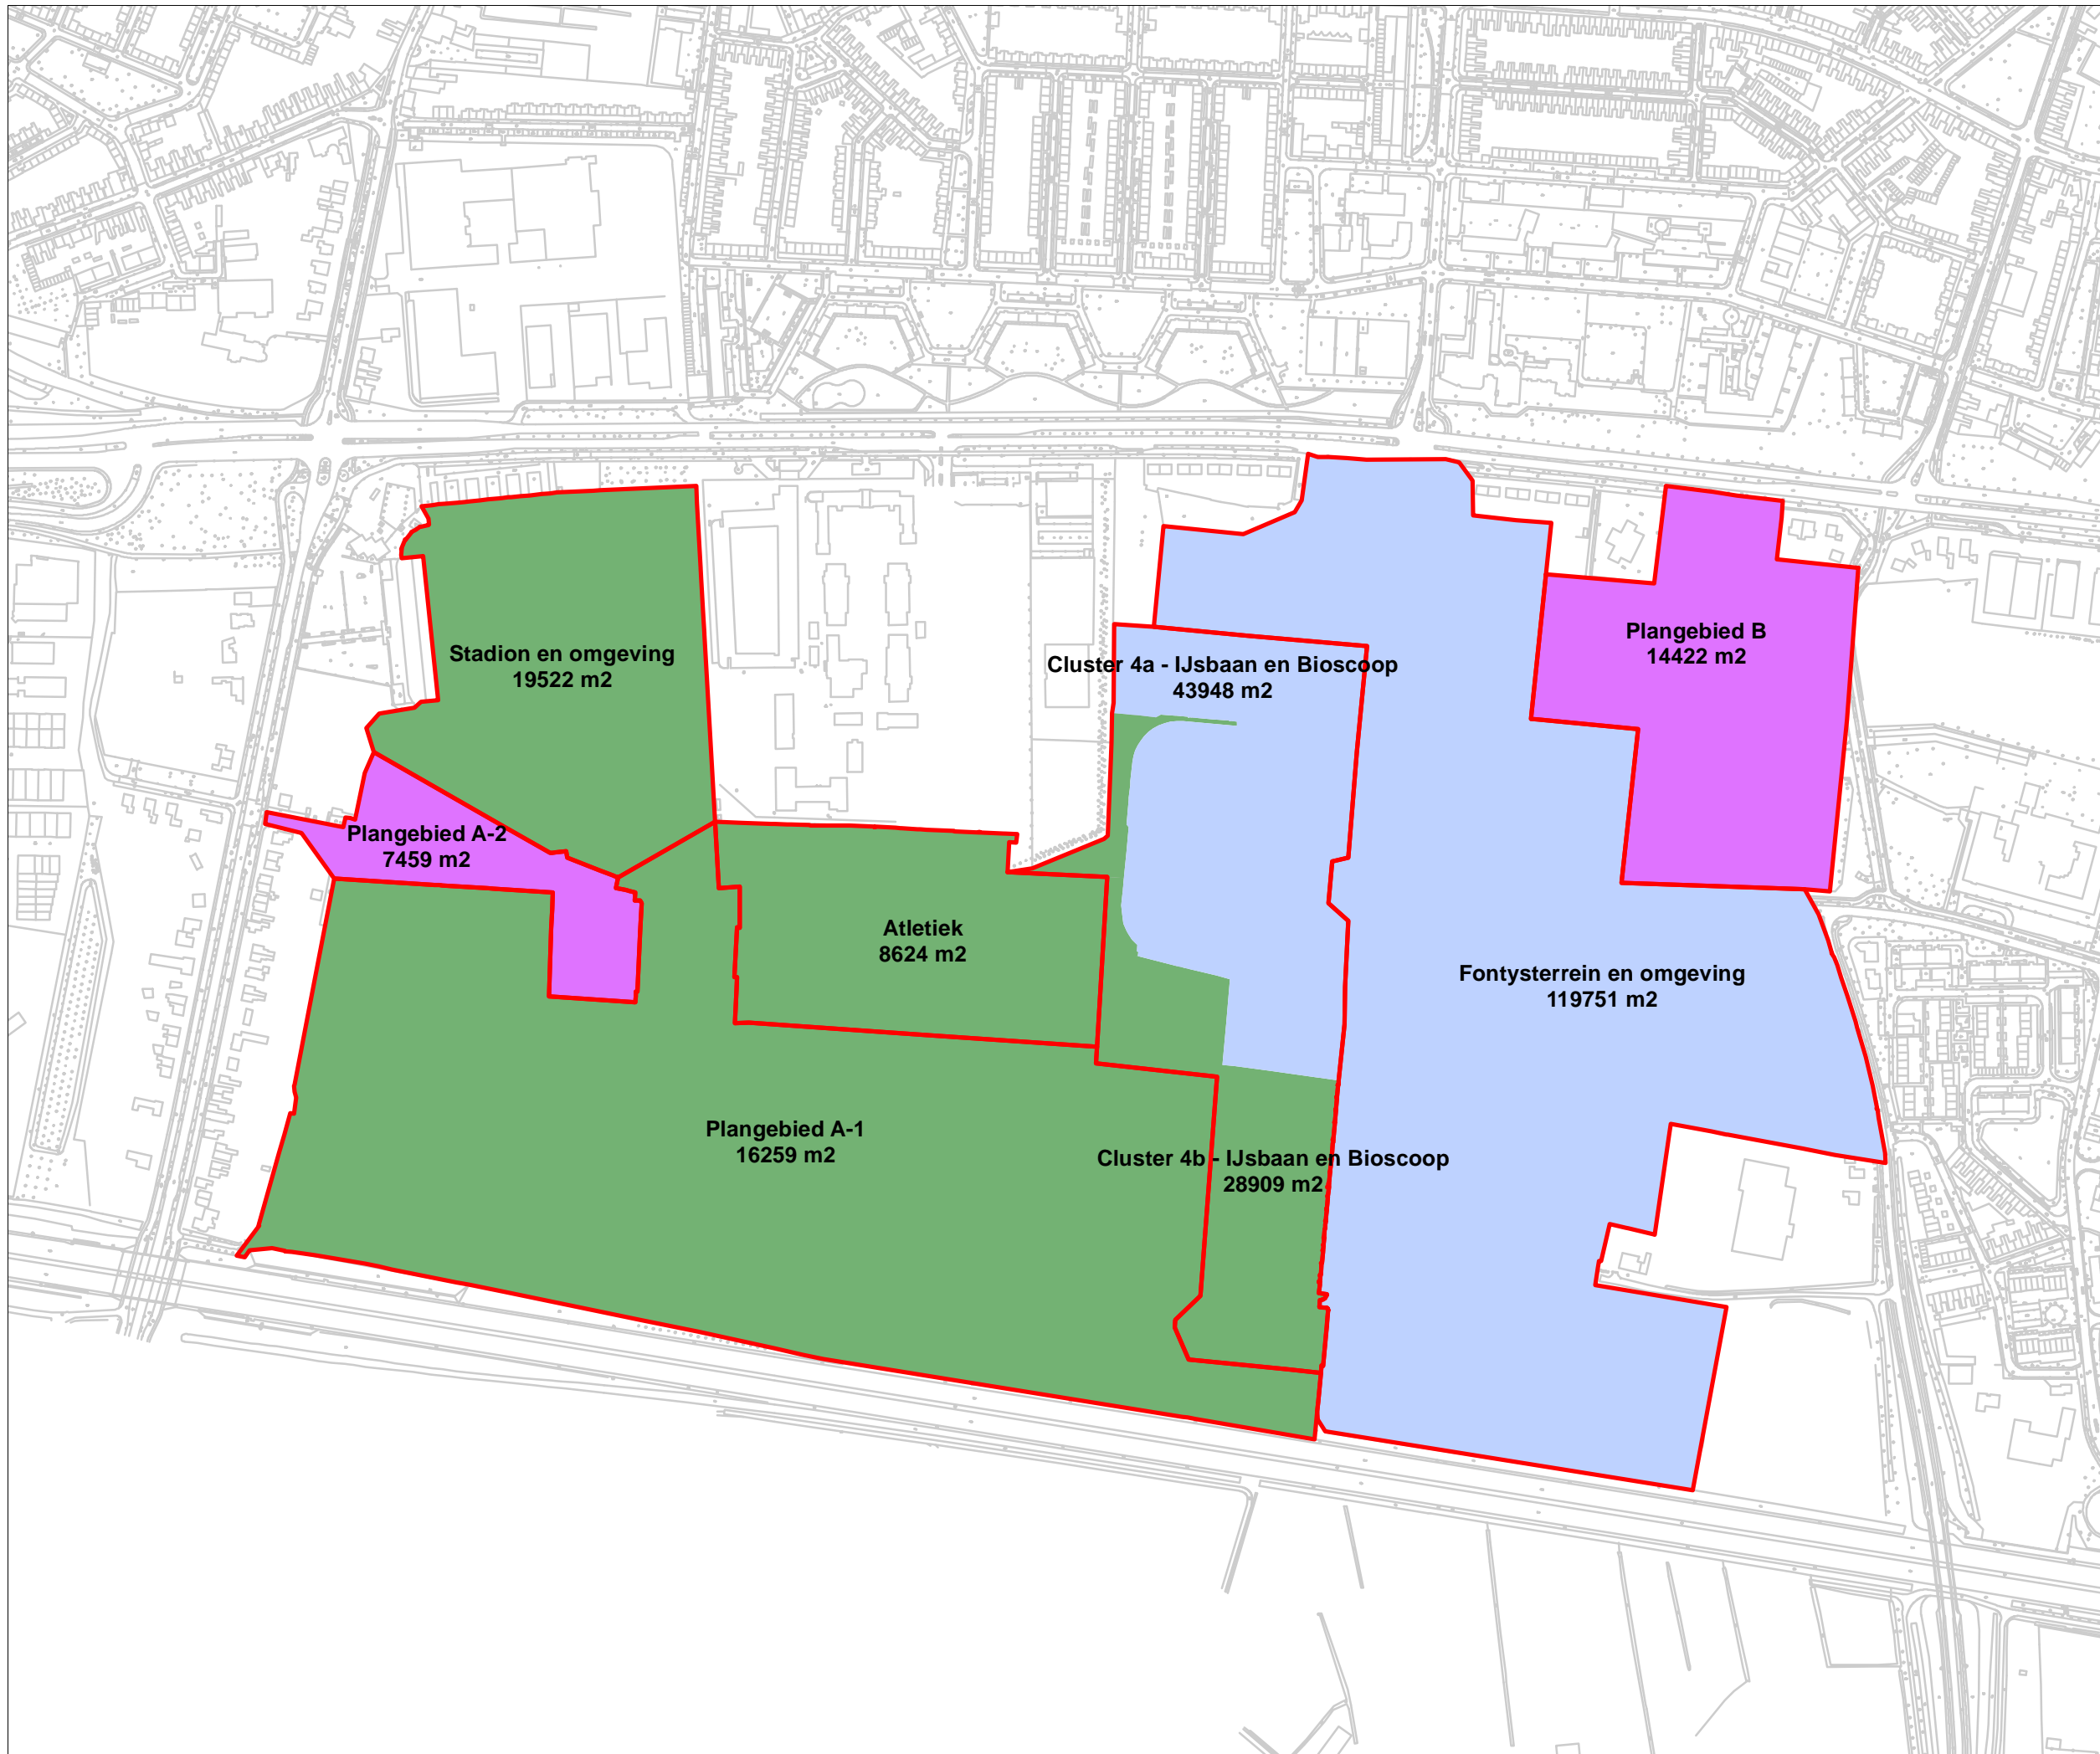 Plangebied B
14422 m2
Stadion en omgeving
19522 m2
Cluster 4a - IJsbaan en Bioscoop
43948 m2
Plangebied A-2
7459 m2
Atletiek
8624 m2
Fontysterrein en omgeving
119751 m2
Plangebied A-1
16259 m2
Cluster 4b - IJsbaan en Bioscoop
28909 m2